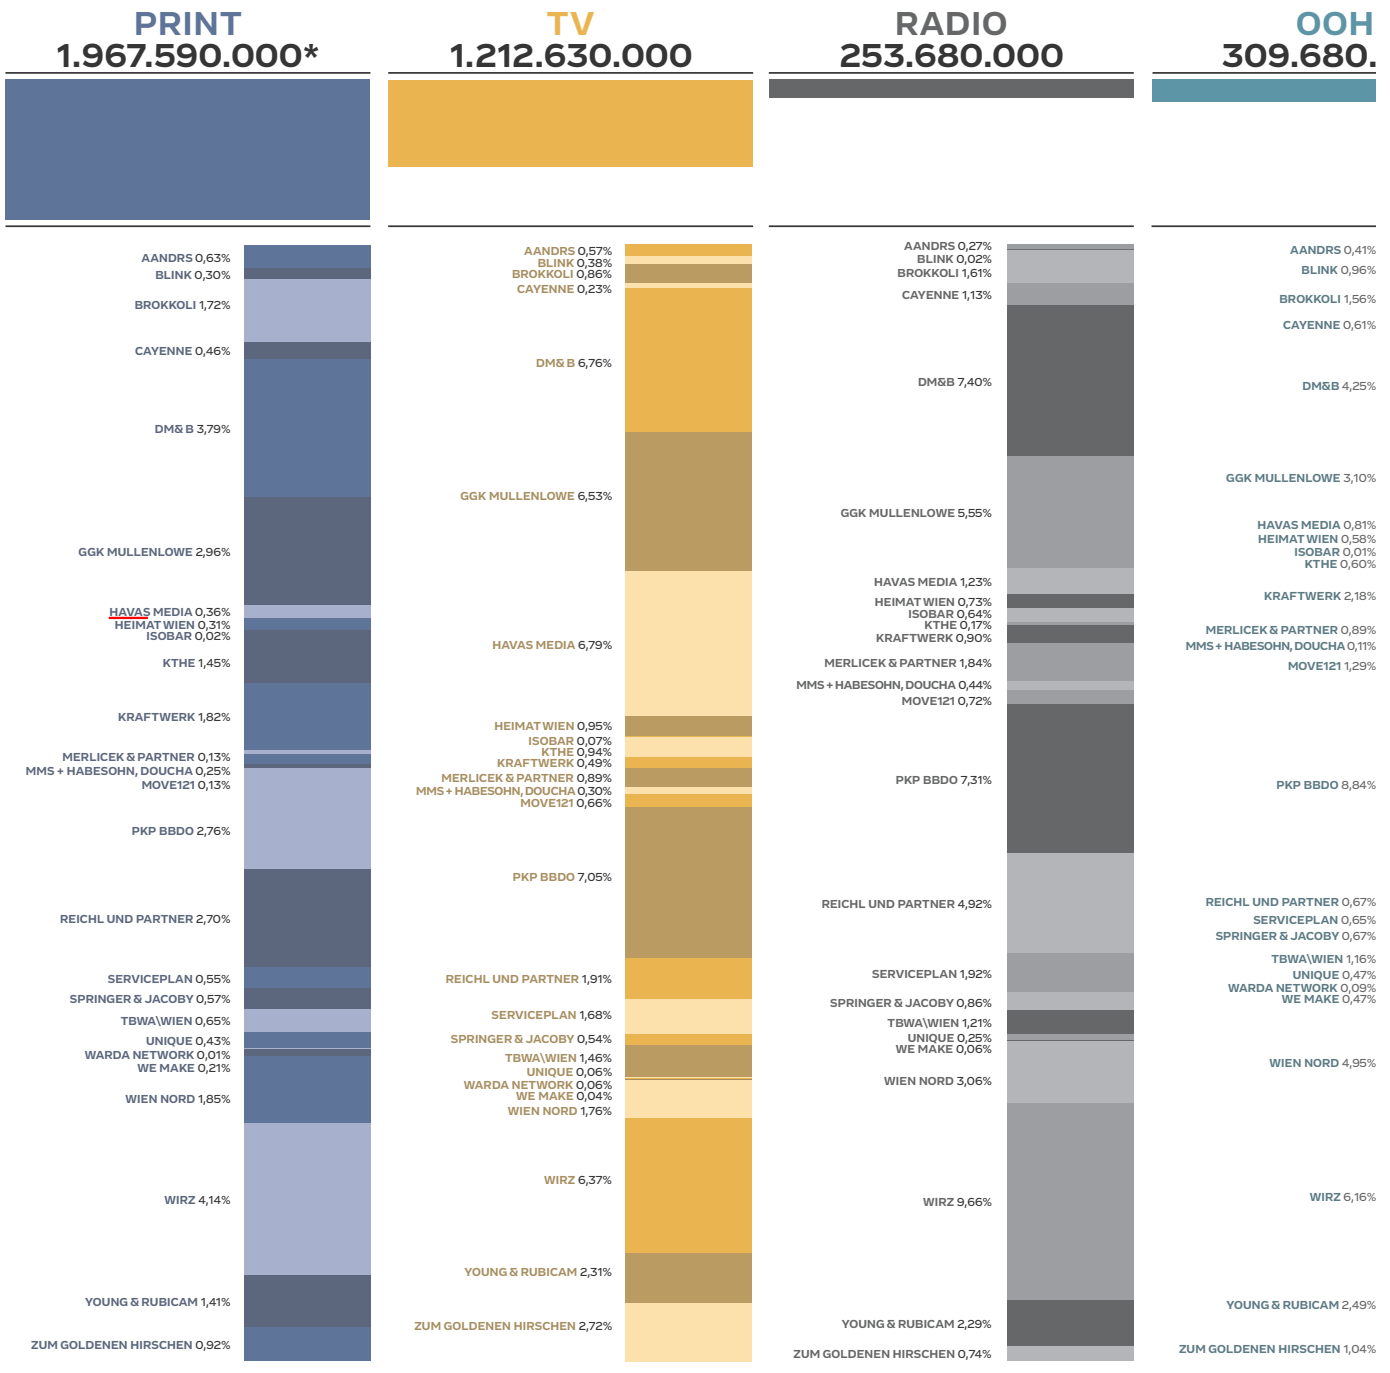 PRINT
1.967.590.000*
AANDRS 0,63%
BLINK 0,30%
BROKKOLI 1,72%
CAYENNE 0,46%
DM&B 3,79%
GGK MULLENLOWE 2,96%
HAVAS MEDIA 0,36%
HEIMAT WIEN 0,31%
ISOBAR 0,02%
KTHE 1,45%
KRAFTWERK 1,82%
MERLICEK & PARTNER 0,13%
MMS + HABESOHN, DOUCHA 0,25%
MOVE121 0,13%
PKP BBDO 2,76%
REICHL UND PARTNER 2,70%
SERVICEPLAN 0,55%
SPRINGER & JACOBY 0,57%
TBWA\WIEN 0,65%
UNIQUE 0,43%
WARDA NETWORK 0,01%
WE MAKE 0,21%
WIEN NORD 1,85%
WIRZ 4,14%
YOUNG & RUBICAM 1,41%
ZUM GOLDENEN HIRSCHEN 0,92%
TV
1.212.630.000
AANDRS 0,57%
BLINK 0,38%
BROKKOLI 0,86%
CAYENNE 0,23%
DM&B 6,76%
GGK MULLENLOWE 6,53%
HAVAS MEDIA 6,79%
HEIMAT WIEN 0,95%
ISOBAR 0,07%
KTHE 0,94%
KRAFTWERK 0,49%
MERLICEK & PARTNER 0,89%
MMS + HABESOHN, DOUCHA 0,30%
MOVE121 0,66%
PKP BBDO 7,05%
REICHL UND PARTNER 1,91%
SERVICEPLAN 1,68%
SPRINGER & JACOBY 0,54%
TBWA\WIEN 1,46%
UNIQUE 0,06%
WARDA NETWORK 0,06%
WE MAKE 0,04%
WIEN NORD 1,76%
WIRZ 6,37%
YOUNG & RUBICAM 2,31%
ZUM GOLDENEN HIRSCHEN 2,72%
RADIO
253.680.000
AANDRS 0,27%
BLINK 0,02%
BROKKOLI 1,61%
CAYENNE 1,13%
DM&B 7,40%
GGK MULLENLOWE 5,55%
HAVAS MEDIA 1,23%
HEIMAT WIEN 0,73%
ISOBAR 0,64%
KTHE 0,17%
KRAFTWERK 0,90%
MERLICEK & PARTNER 1,84%
MMS + HABESOHN, DOUCHA 0,44%
MOVE121 0,72%
PKP BBDO 7,31%
REICHL UND PARTNER 4,92%
SERVICEPLAN 1,92%
SPRINGER & JACOBY 0,86%
TBWA\WIEN 1,21%
UNIQUE 0,25%
WE MAKE 0,06%
WIEN NORD 3,06%
WIRZ 9,66%
YOUNG & RUBICAM 2,29%
ZUM GOLDENEN HIRSCHEN 0,74%
OOH
309.680.
AANDRS 0,41%
BLINK 0,96%
BROKKOLI 1,56%
CAYENNE 0,61%
DM&B 4,25%
GGK MULLENLOWE 3,10%
HAVAS MEDIA 0,81%
HEIMAT WIEN 0,58%
ISOBAR 0,01%
KTHE 0,60%
KRAFTWERK 2,18%
MERLICEK & PARTNER 0,89%
MMS + HABESOHN, DOUCHA 0,11%
MOVE121 1,29%
PKP BBDO 8,84%
REICHL UND PARTNER 0,67%
SERVICEPLAN 0,65%
SPRINGER & JACOBY 0,67%
TBWA\WIEN 1,16%
UNIQUE 0,47%
WARDA NETWORK 0,09%
WE MAKE 0,47%
WIEN NORD 4,95%
WIRZ 6,16%
YOUNG & RUBICAM 2,49%
ZUM GOLDENEN HIRSCHEN 1,04%